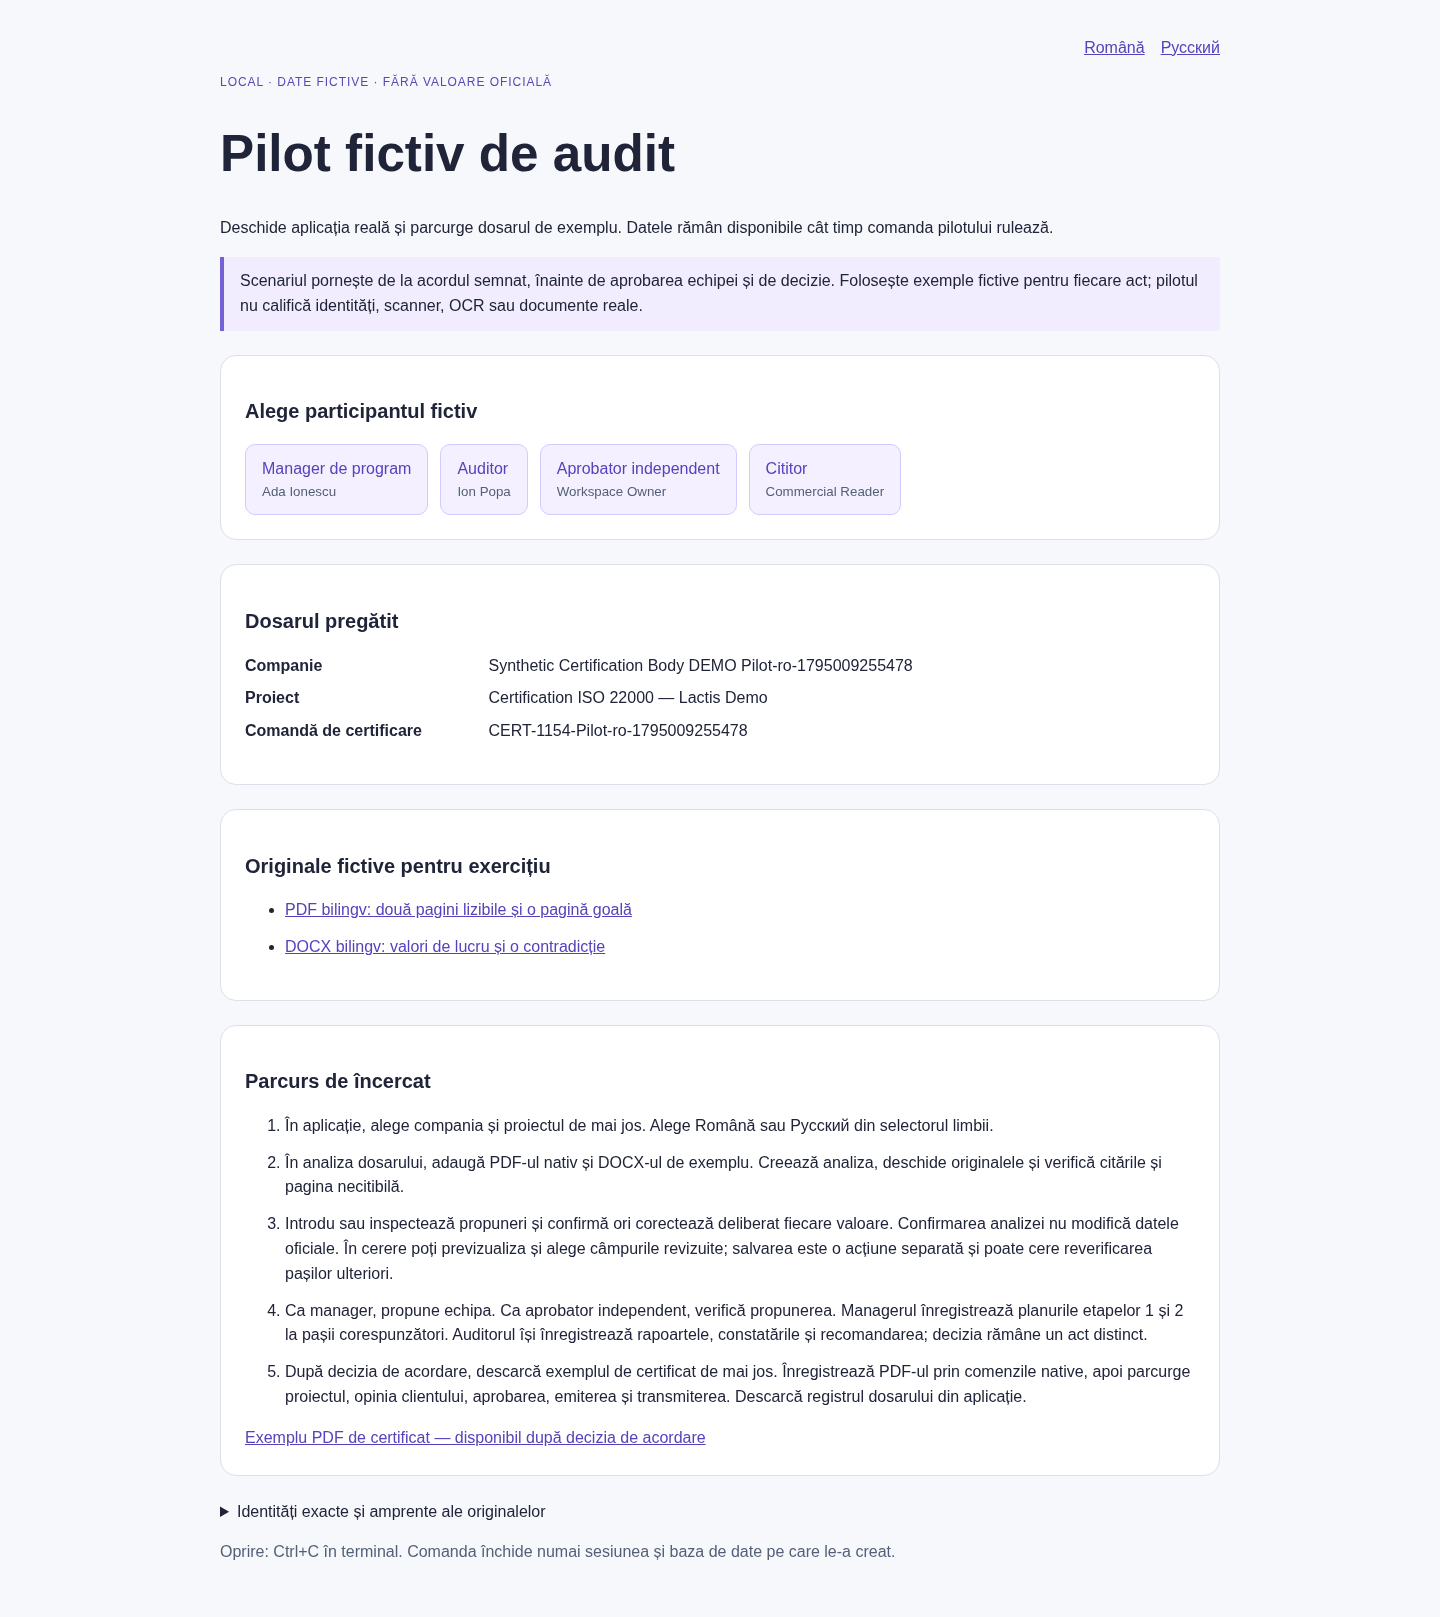 Română Русский
LOCAL · DATE FICTIVE · FĂRĂ VALOARE OFICIALĂ
Pilot fictiv de audit
Deschide aplicația reală și parcurge dosarul de exemplu. Datele rămân disponibile cât timp comanda pilotului rulează.
Scenariul pornește de la acordul semnat, înainte de aprobarea echipei și de decizie. Folosește exemple fictive pentru fiecare act; pilotul
nu califică identități, scanner, OCR sau documente reale.
Alege participantul fictiv
Manager de program
Ada Ionescu
Auditor
Ion Popa
Aprobator independent
Workspace Owner
Cititor
Commercial Reader
Dosarul pregătit
Companie Synthetic Certification Body DEMO Pilot-ro-1795009255478
Proiect Certification ISO 22000 — Lactis Demo
Comandă de certificare CERT-1154-Pilot-ro-1795009255478
Originale fictive pentru exercițiu
• PDF bilingv: două pagini lizibile și o pagină goală
• DOCX bilingv: valori de lucru și o contradicție
Parcurs de încercat
1. În aplicație, alege compania și proiectul de mai jos. Alege Română sau Русский din selectorul limbii.
2. În analiza dosarului, adaugă PDF-ul nativ și DOCX-ul de exemplu. Creează analiza, deschide originalele și verifică citările și
pagina necitibilă.
3. Introdu sau inspectează propuneri și confirmă ori corectează deliberat fiecare valoare. Confirmarea analizei nu modifică datele
oficiale. În cerere poți previzualiza și alege câmpurile revizuite; salvarea este o acțiune separată și poate cere reverificarea
pașilor ulteriori.
4. Ca manager, propune echipa. Ca aprobator independent, verifică propunerea. Managerul înregistrează planurile etapelor 1 și 2
la pașii corespunzători. Auditorul își înregistrează rapoartele, constatările și recomandarea; decizia rămâne un act distinct.
5. După decizia de acordare, descarcă exemplul de certificat de mai jos. Înregistrează PDF-ul prin comenzile native, apoi parcurge
proiectul, opinia clientului, aprobarea, emiterea și transmiterea. Descarcă registrul dosarului din aplicație.
Exemplu PDF de certificat — disponibil după decizia de acordare
▶ Identități exacte și amprente ale originalelor
Oprire: Ctrl+C în terminal. Comanda închide numai sesiunea și baza de date pe care le-a creat.